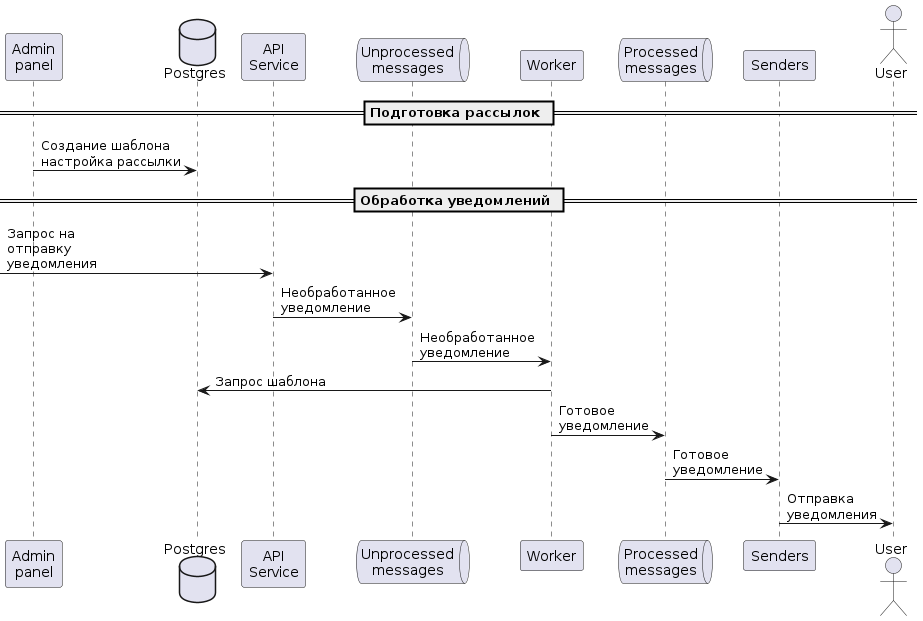 Admin
panel
Postgres
API
Service
Unprocessed
messages
Worker
Processed
messages
Senders
User
Подготовка рассылок
Создание шаблона
настройка рассылки
Обработка уведомлений
Запрос на
отправку
уведомления
Необработанное
уведомление
Необработанное
уведомление
Запрос шаблона
Готовое
уведомление
Готовое
уведомление
Отправка
уведомления
Admin
panel
Postgres
API
Service
Unprocessed
messages
Worker
Processed
messages
Senders
User